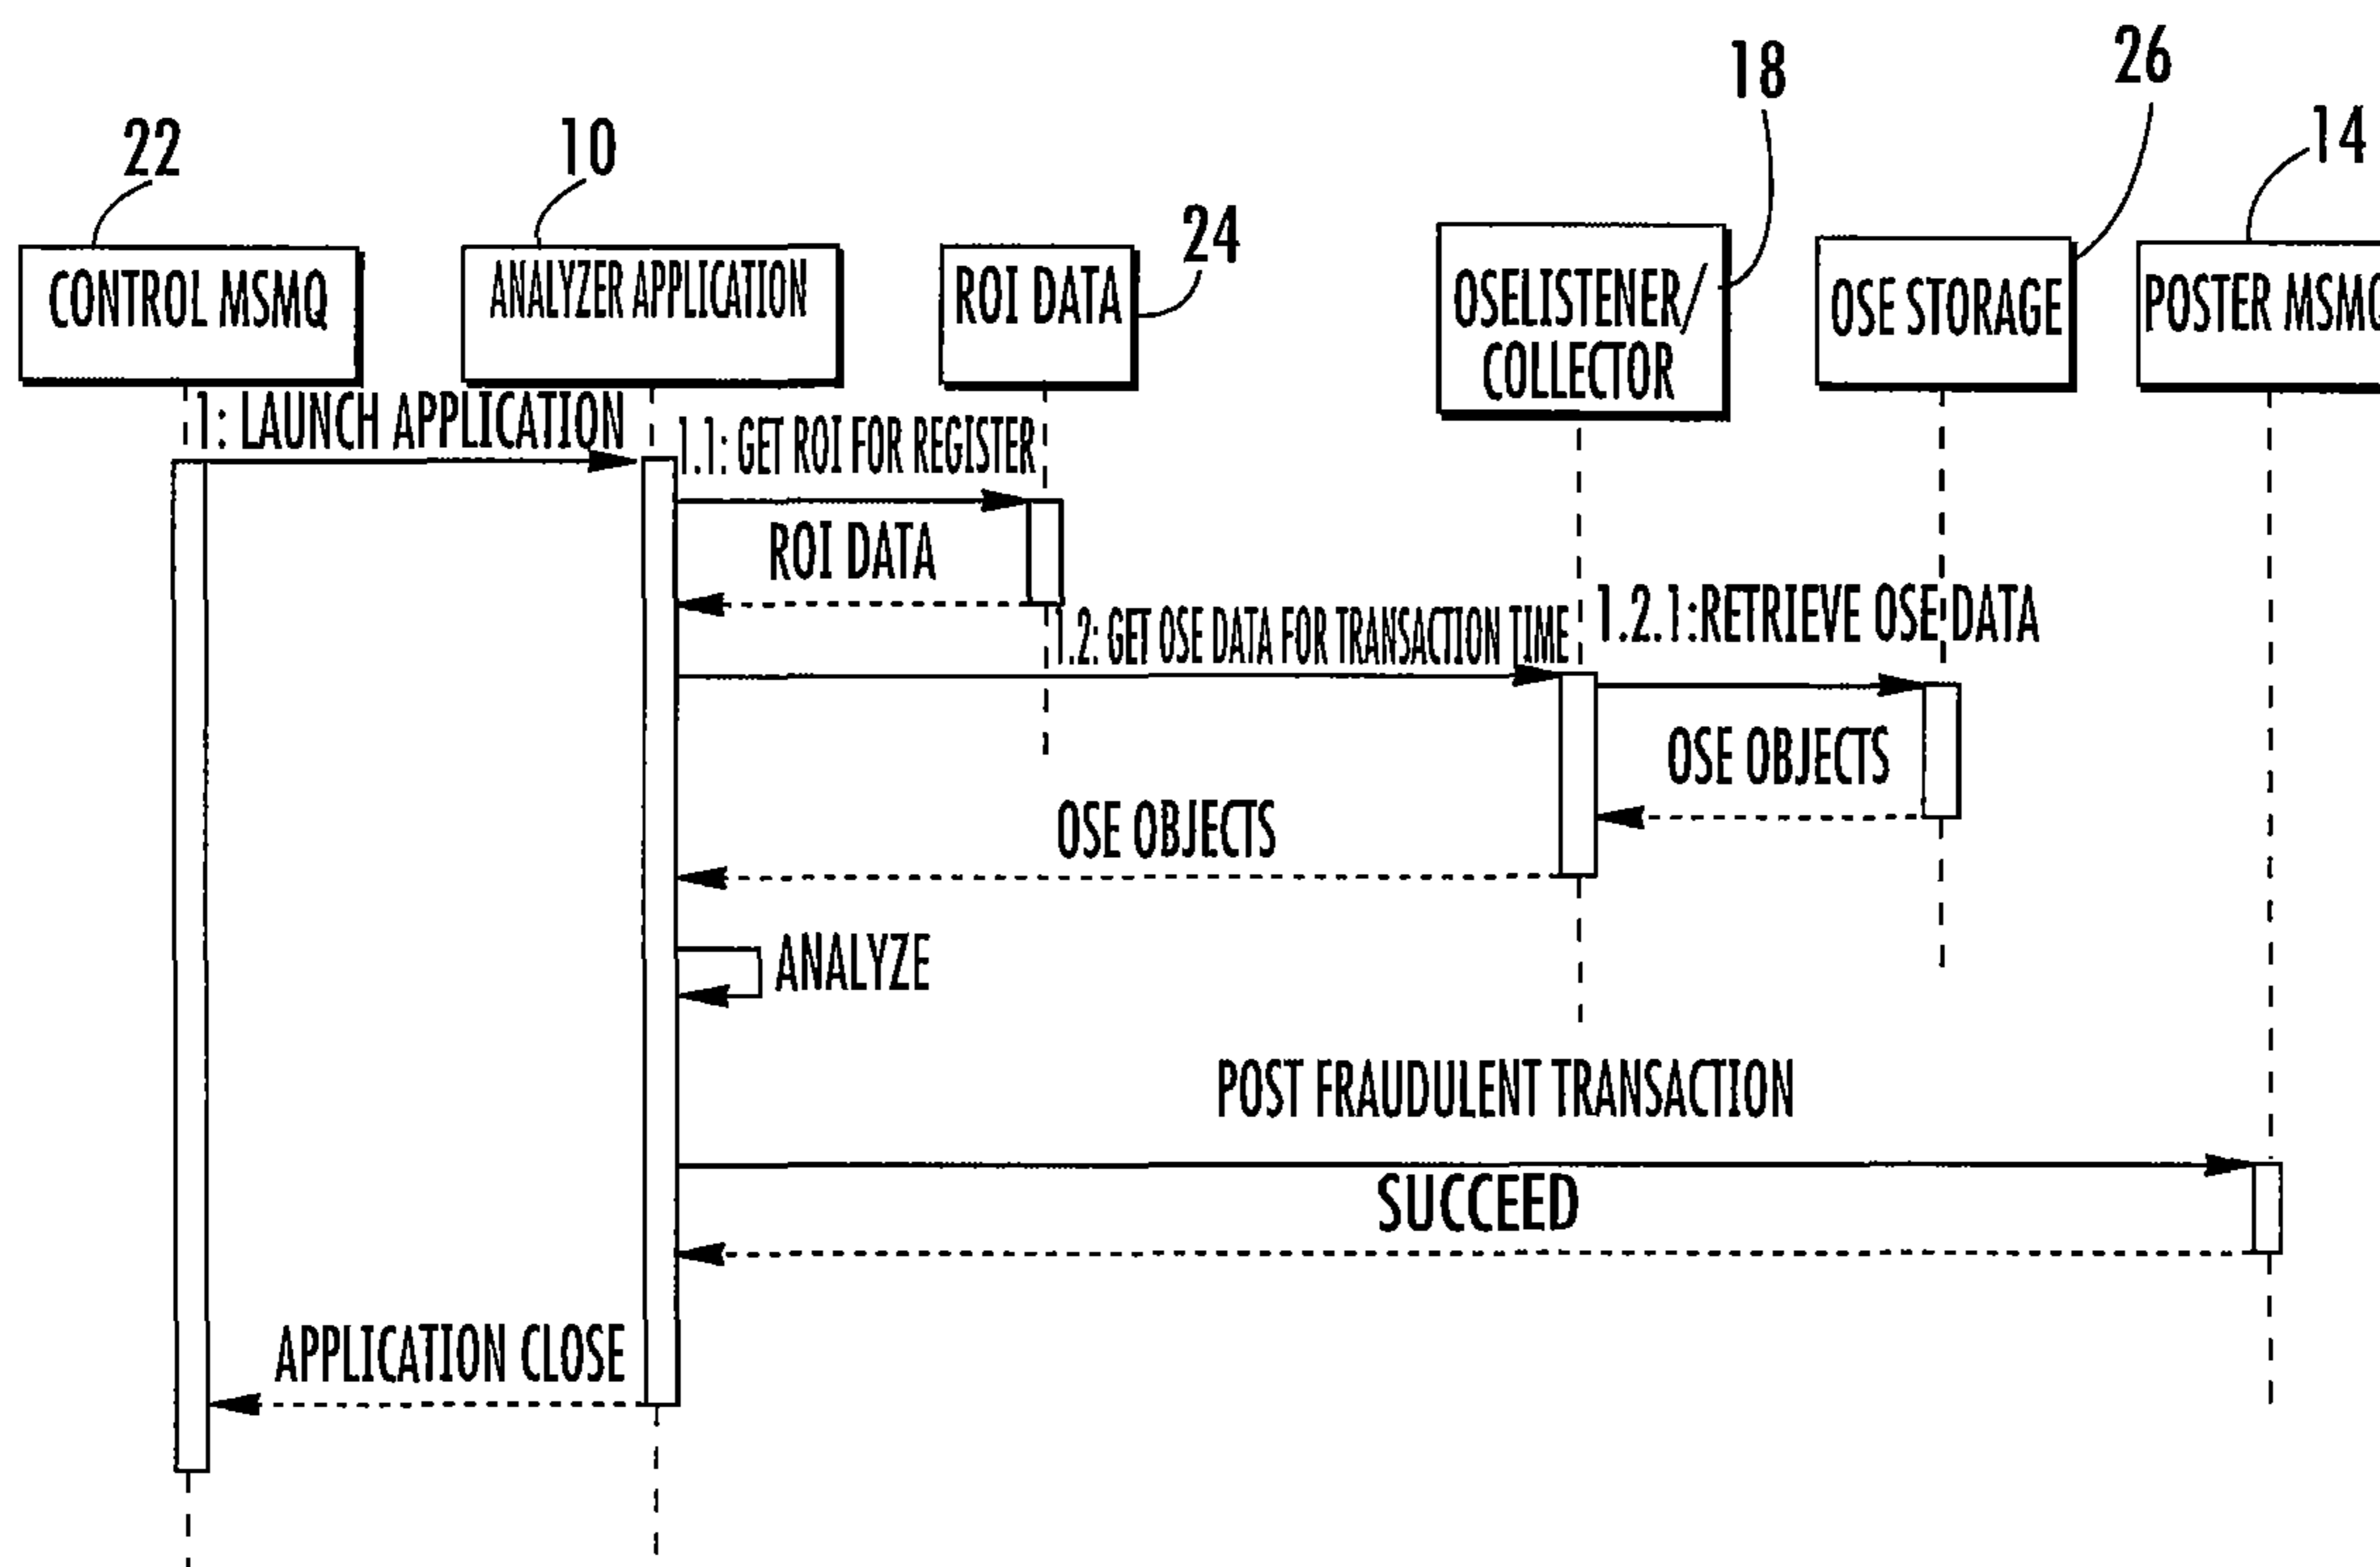 26
18
14
22
10
24
CONTROL MSMQ
ANALYZER APPLICATION
ROI DATA
OSELISTENER/
COLLECTOR
OSE STORAGE
POSTER MSMQ
1: LAUNCH APPLICATION
1.1: GET ROI FOR REGISTER
ROI DATA
1.2: GET OSE DATA FOR TRANSACTION TIME
1.2.1:RETRIEVE OSE DATA
OSE OBJECTS
OSE OBJECTS
ANALYZE
POST FRAUDULENT TRANSACTION
SUCCEED
APPLICATION CLOSE